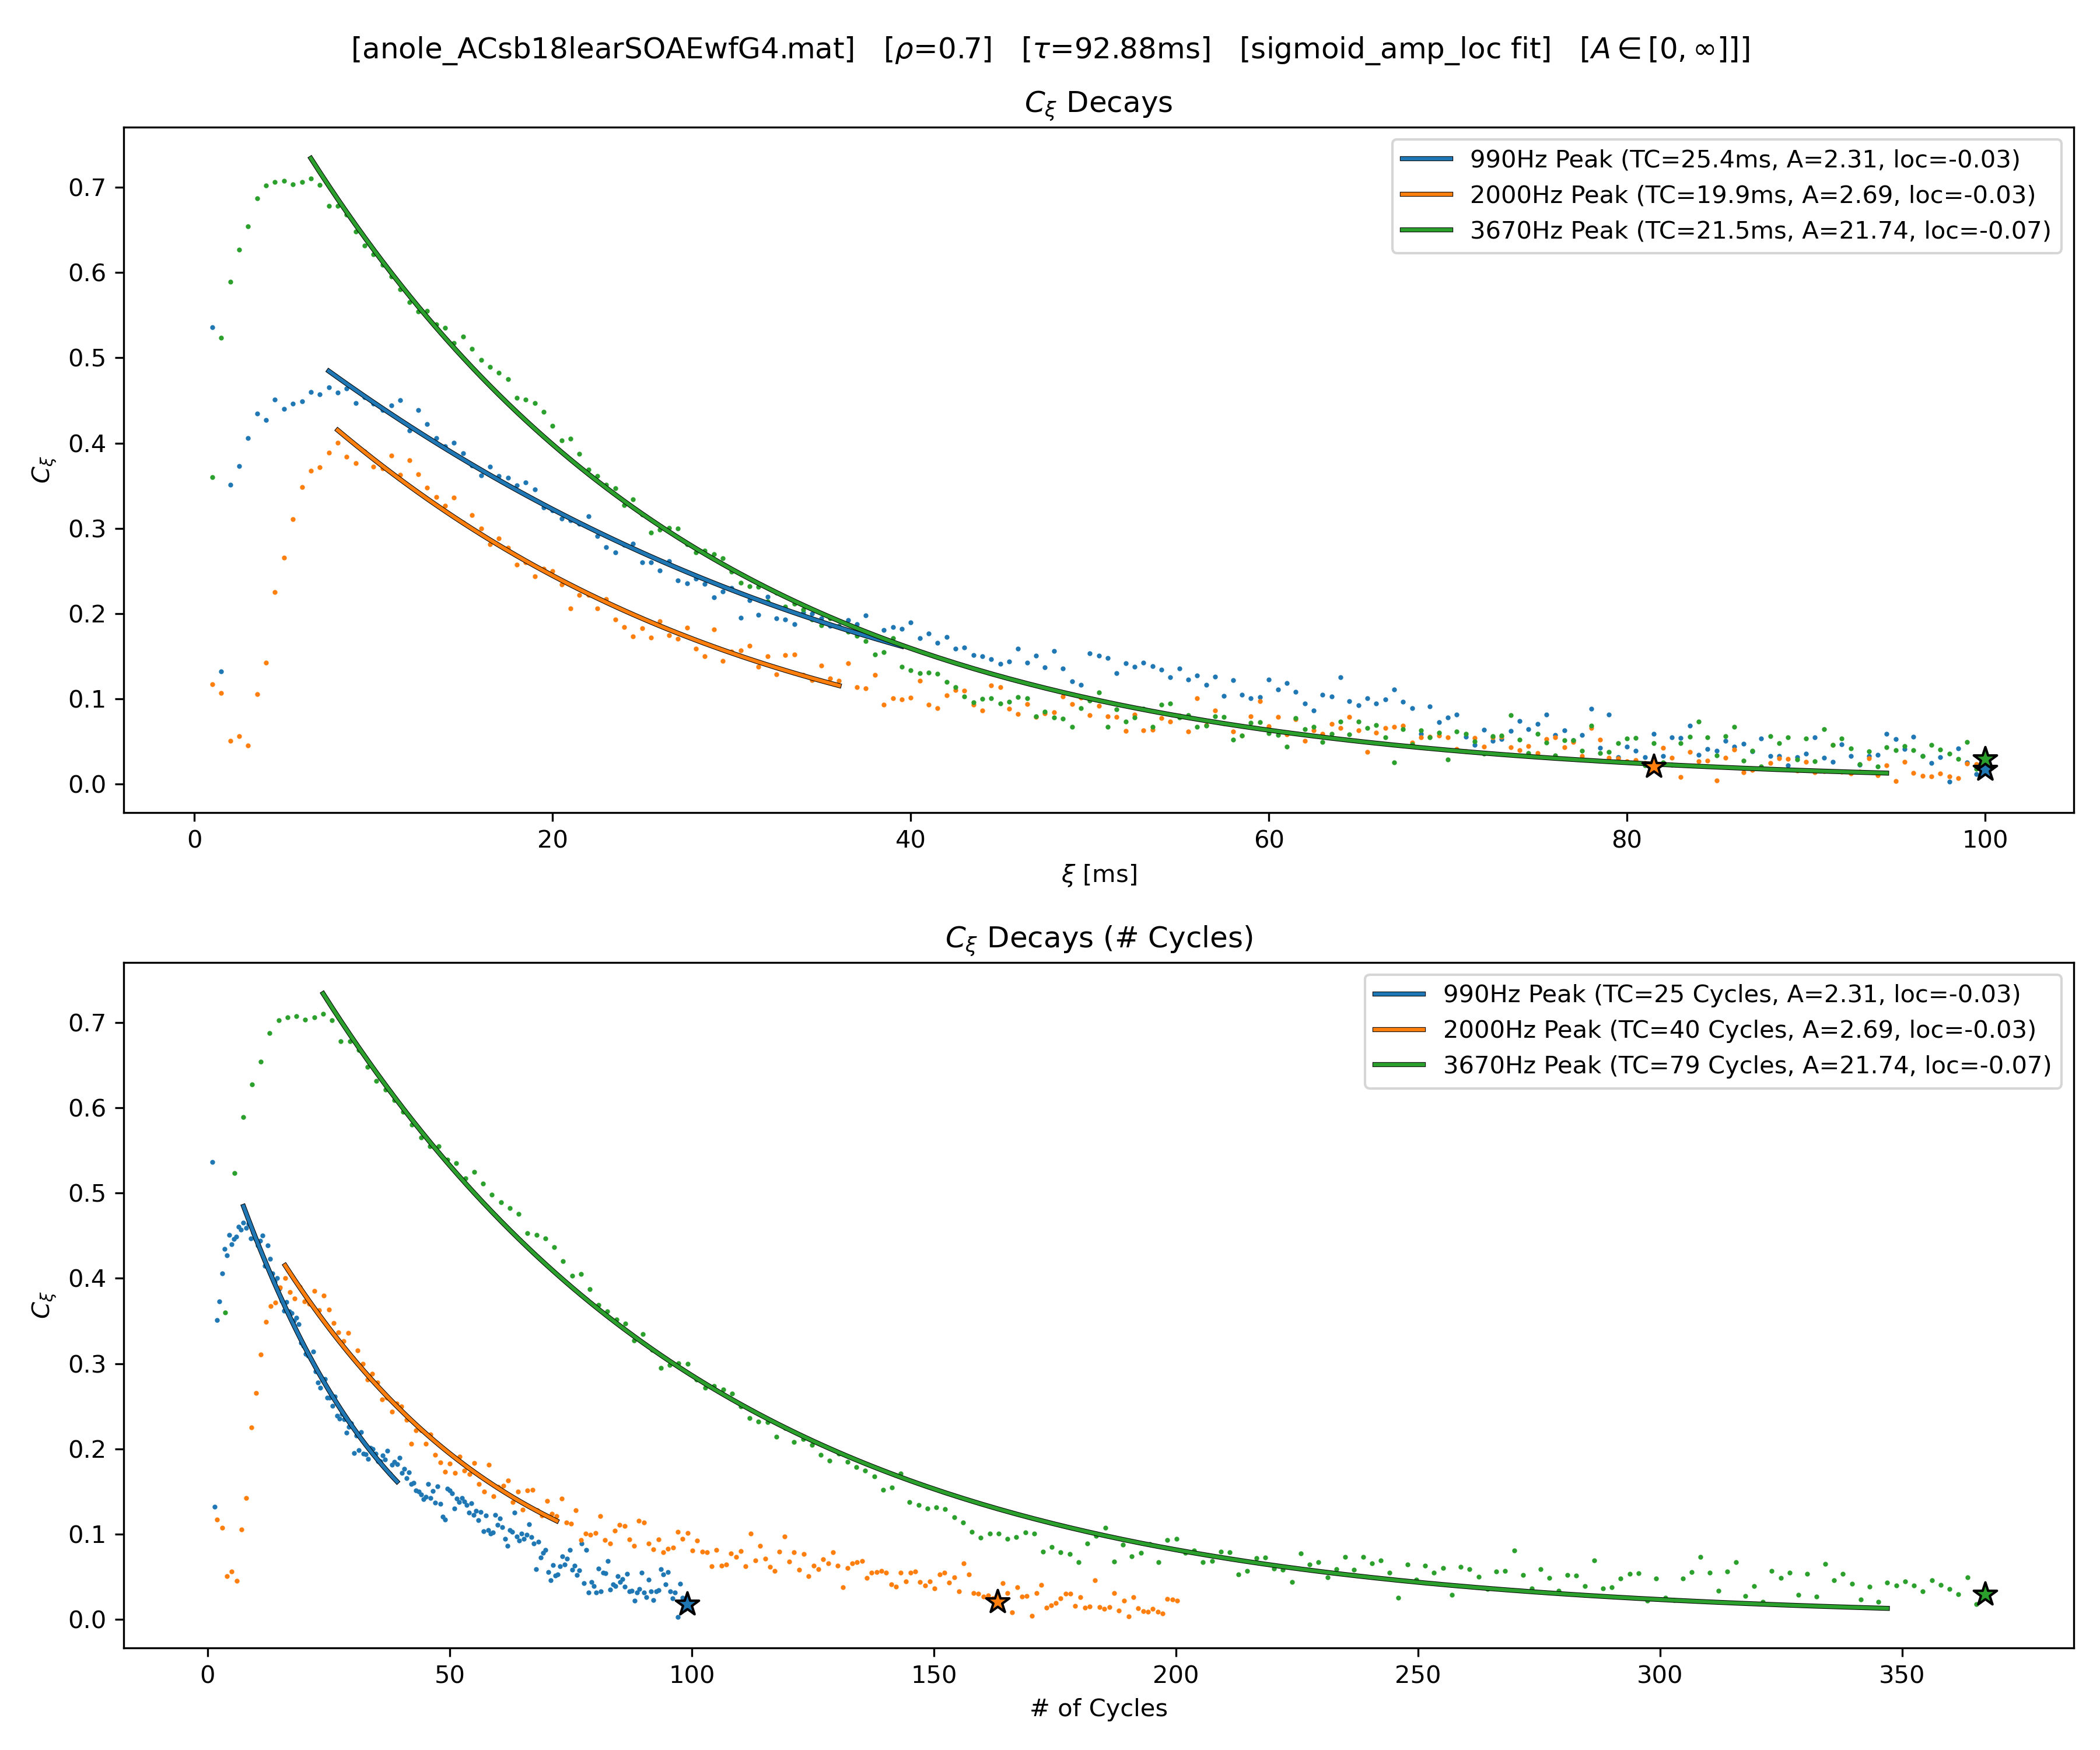 [anole_ACsb18learSOAEwfG4.mat] [ρ=0.7] [τ=92.88ms] [sigmoid_amp_loc fit] [A ∈ [0, ∞]]]
C_ξ Decays
990Hz Peak (TC=25.4ms, A=2.31, loc=-0.03)
2000Hz Peak (TC=19.9ms, A=2.69, loc=-0.03)
3670Hz Peak (TC=21.5ms, A=21.74, loc=-0.07)
0.7
0.6
0.5
0.4
0.3
0.2
0.1
0.0
C_ξ
0 20 40 60 80 100
ξ [ms]
C_ξ Decays (# Cycles)
990Hz Peak (TC=25 Cycles, A=2.31, loc=-0.03)
2000Hz Peak (TC=40 Cycles, A=2.69, loc=-0.03)
3670Hz Peak (TC=79 Cycles, A=21.74, loc=-0.07)
0.7
0.6
0.5
0.4
0.3
0.2
0.1
0.0
C_ξ
0 50 100 150 200 250 300 350
# of Cycles